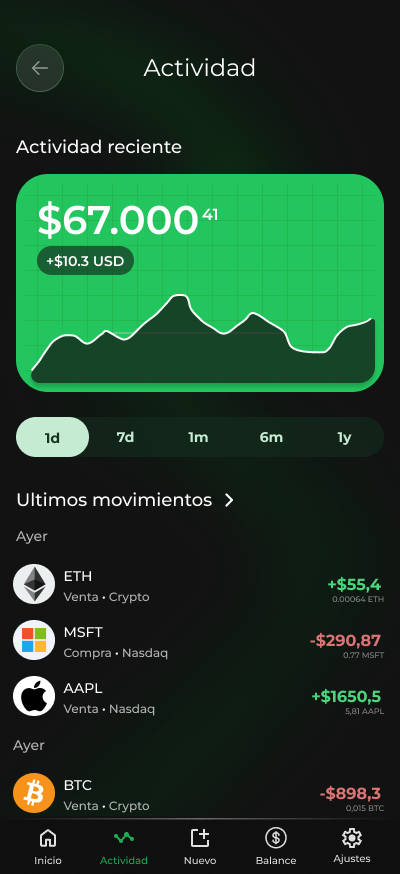 Actividad
Actividad reciente
$67.000 41
+$10.3 USD
1d 7d 1m 6m 1y
Ultimos movimientos
Ayer
ETH +$55,4
Venta • Crypto 0.00064 ETH
MSFT -$290,87
Compra • Nasdaq 0.77 MSFT
AAPL +$1650,5
Venta • Nasdaq 5,81 AAPL
Ayer
BTC -$898,3
Venta • Crypto 0,015 BTC
Inicio Actividad Nuevo Balance Ajustes